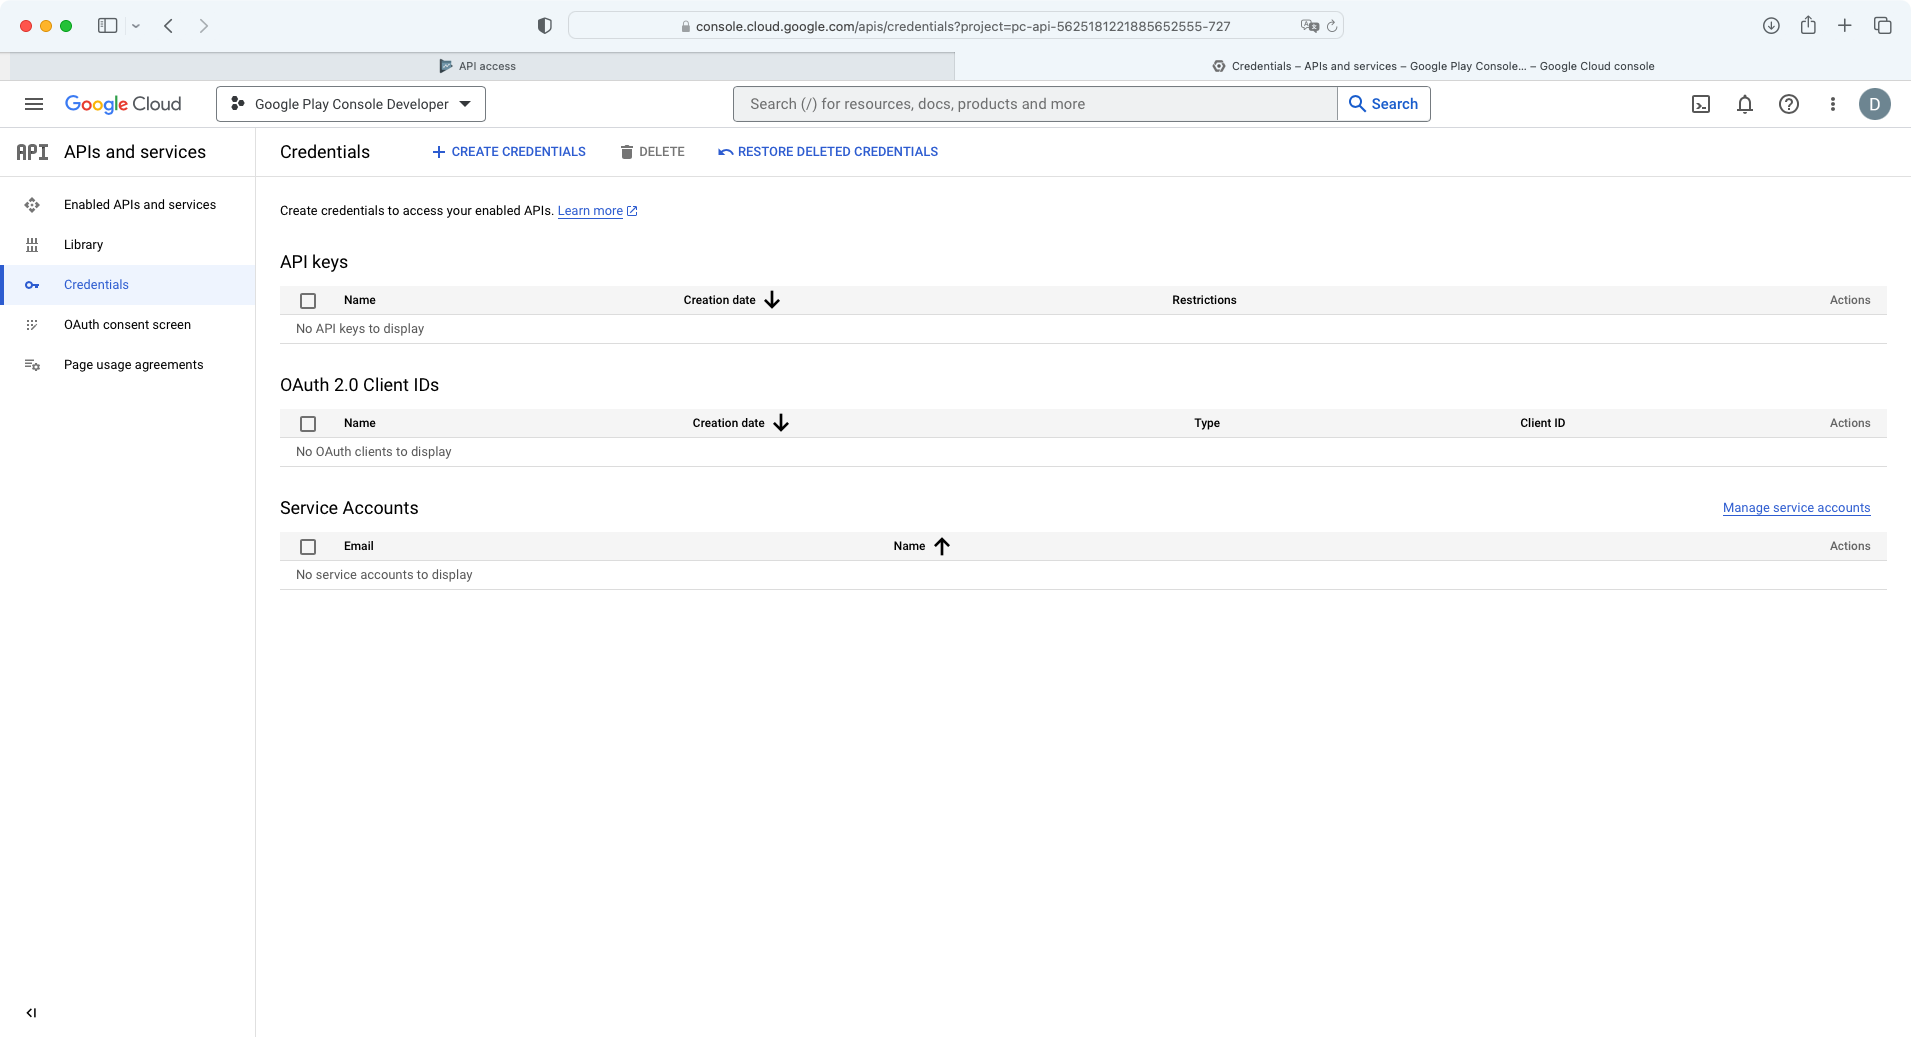 console.cloud.google.com/apis/credentials?project=pc-api-5625181221885652555-727
API access
Credentials – APIs and services – Google Play Console... – Google Cloud console
Google Cloud
Google Play Console Developer
Search (/) for resources, docs, products and more
Search
D
API
APIs and services
Credentials
CREATE CREDENTIALS
DELETE
RESTORE DELETED CREDENTIALS
Enabled APIs and services
Library
Credentials
OAuth consent screen
Page usage agreements
Create credentials to access your enabled APIs. Learn more
API keys
Name Creation date Restrictions Actions
No API keys to display
OAuth 2.0 Client IDs
Name Creation date Type Client ID Actions
No OAuth clients to display
Service Accounts
Manage service accounts
Email Name Actions
No service accounts to display